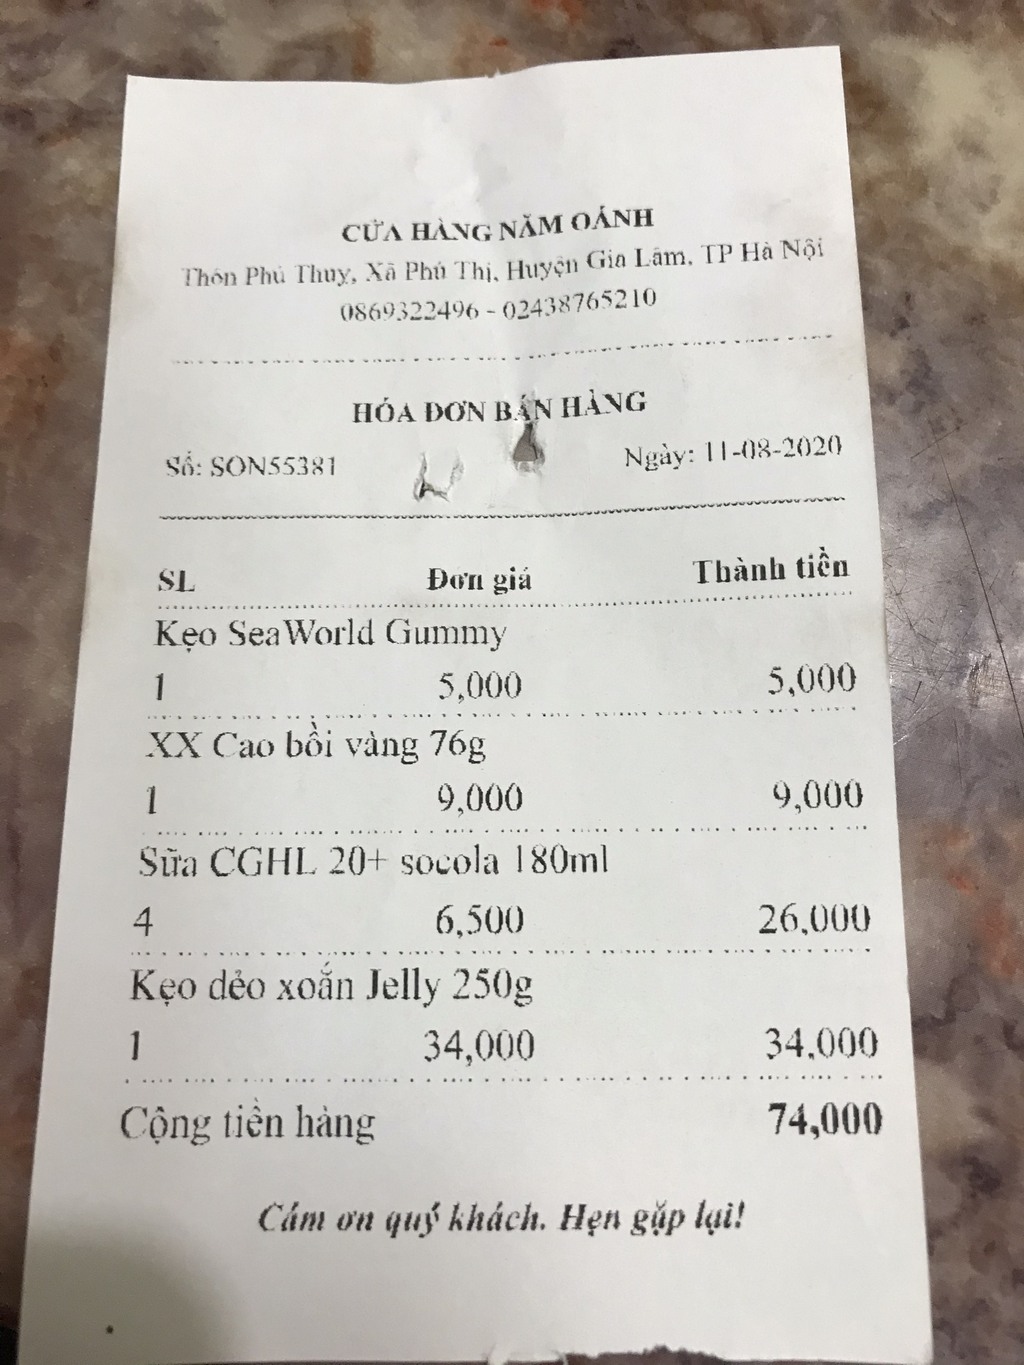 CỬA HÀNG NĂM OÁNH
Thôn Phú Thuỵ, Xã Phú Thị, Huyện Gia Lâm, TP Hà Nội
0869322496 - 02438765210
HÓA ĐƠN BÁN HÀNG
Số: SON55381 Ngày: 11-08-2020
SL Đơn giá Thành tiền
Kẹo SeaWorld Gummy
1 5,000 5,000
XX Cao bồi vàng 76g
1 9,000 9,000
Sữa CGHL 20+ socola 180ml
4 6,500 26,000
Kẹo dẻo xoắn Jelly 250g
1 34,000 34,000
Cộng tiền hàng 74,000
Cám ơn quý khách. Hẹn gặp lại!